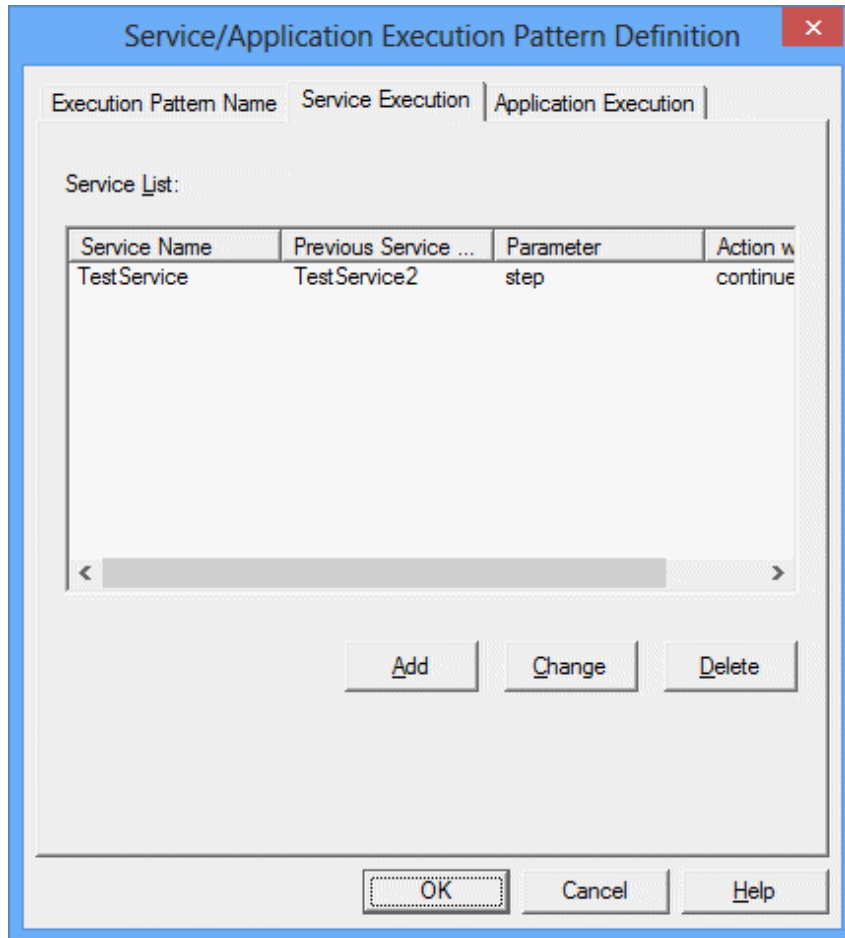 Service/Application Execution Pattern Definition
Execution Pattern Name Service Execution Application Execution
Service List:
Service Name Previous Service ... Parameter Action w
TestService TestService2 step continue
Add Change Delete
OK Cancel Help